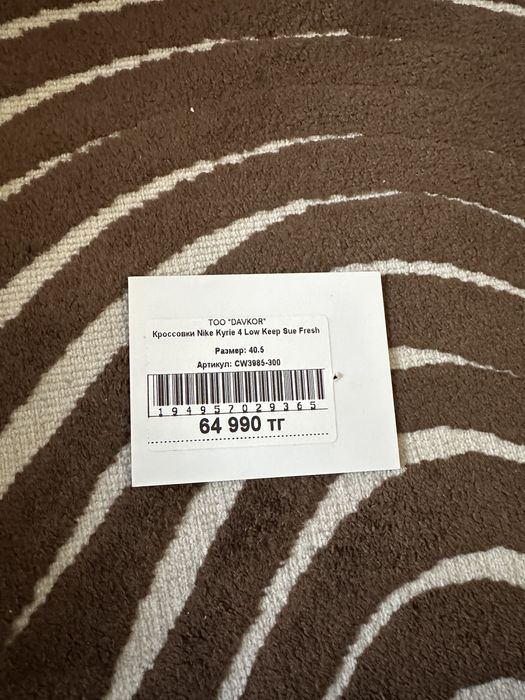 ТОО "DAVKOR"
Кроссовки Nike Kyrie 4 Low Keep Sue Fresh
Размер: 40.5
Артикул: CW3985-300
194957029365
64 990 тг